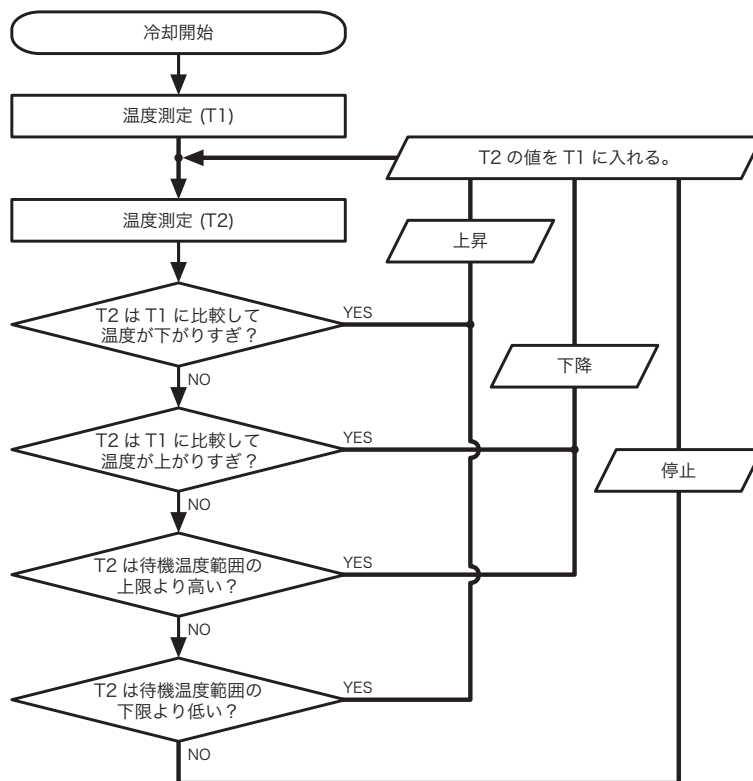 冷却開始
温度測定 (T1)
T2 の値を T1 に入れる。
温度測定 (T2)
上昇
T2 は T1 に比較して
温度が下がりすぎ？
YES
NO
下降
T2 は T1 に比較して
温度が上がりすぎ？
YES
NO
停止
T2 は待機温度範囲の
上限より高い？
YES
NO
T2 は待機温度範囲の
下限より低い？
YES
NO